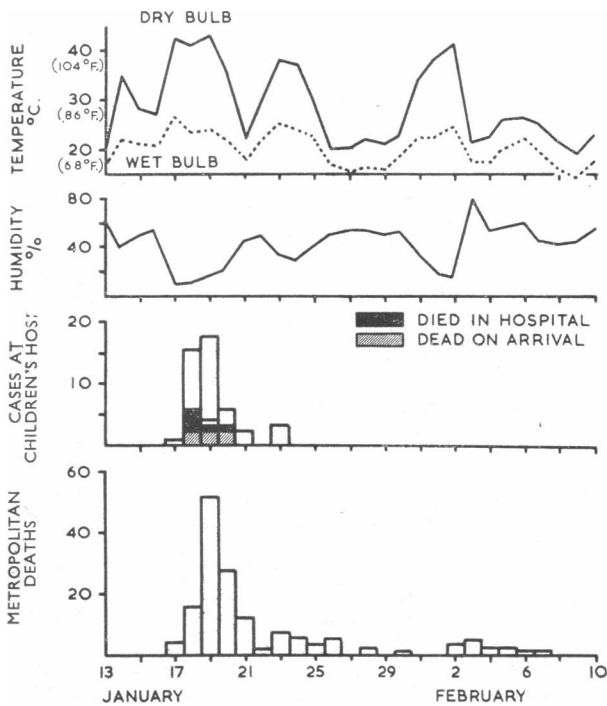 DRY BULB
TEMPERATURE
°C.
40
(104°F.)
30
(86°F.)
20
(68°F.)
WET BULB
HUMIDITY
%
80
40
CASES AT
CHILDREN'S HOSP
20
10
DIED IN HOSPITAL
DEAD ON ARRIVAL
METROPOLITAN
DEATHS
60
40
20
13 17 21 25 29 2 6 10
JANUARY FEBRUARY